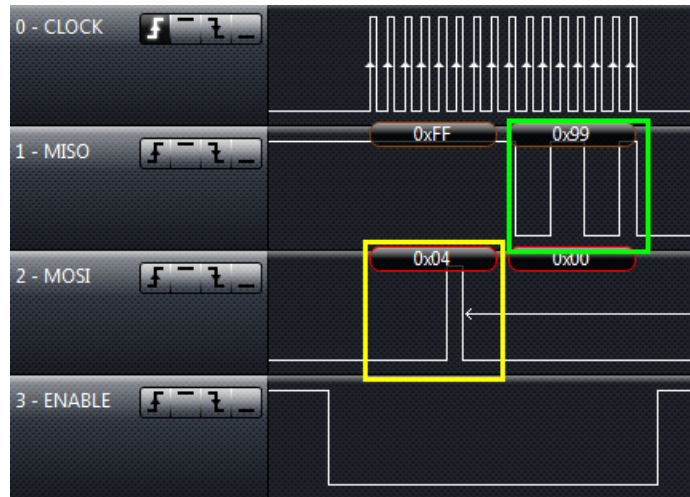 0 - CLOCK
0xFF 0x99
1 - MISO
0x04 0x00
2 - MOSI
3 - ENABLE